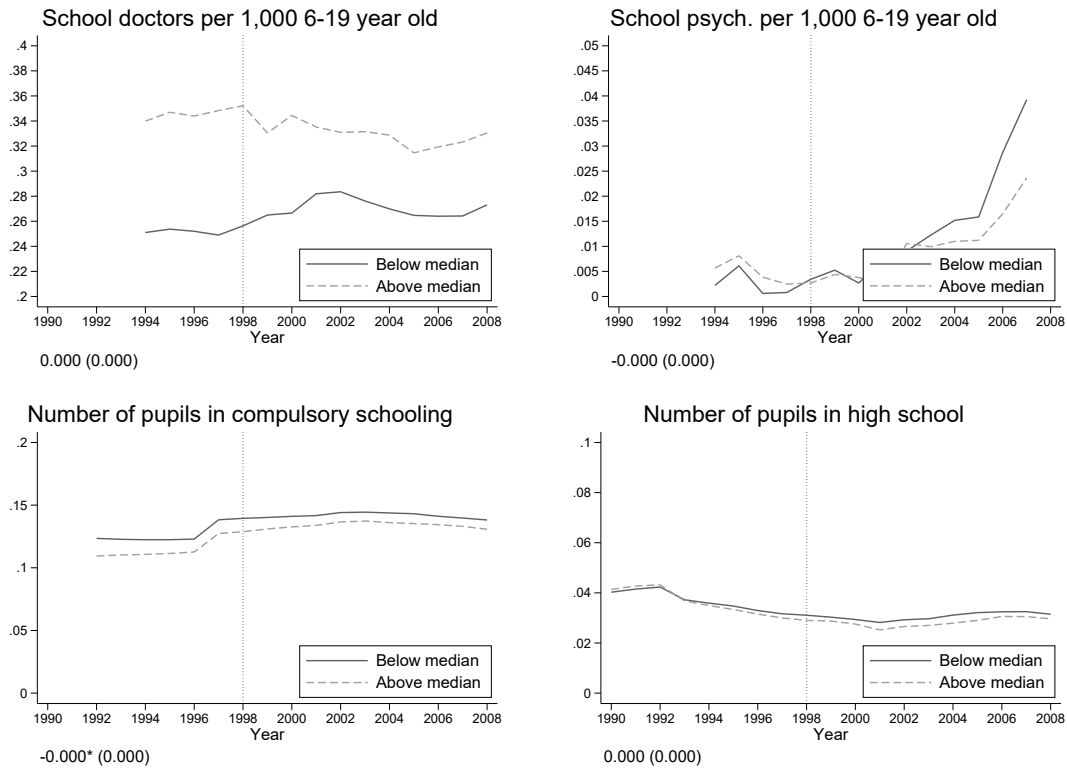 School doctors per 1,000 6-19 year old
.4
.38
.36
.34
.32
.3
.28
.26
.24
.22
.2
Below median
Above median
1990 1992 1994 1996 1998 2000 2002 2004 2006 2008
Year
0.000 (0.000)
School psych. per 1,000 6-19 year old
.05
.045
.04
.035
.03
.025
.02
.015
.01
.005
0
Below median
Above median
1990 1992 1994 1996 1998 2000 2002 2004 2006 2008
Year
-0.000 (0.000)
Number of pupils in compulsory schooling
.2
.15
.1
.05
0
Below median
Above median
1990 1992 1994 1996 1998 2000 2002 2004 2006 2008
Year
-0.000* (0.000)
Number of pupils in high school
.1
.08
.06
.04
.02
0
Below median
Above median
1990 1992 1994 1996 1998 2000 2002 2004 2006 2008
Year
0.000 (0.000)